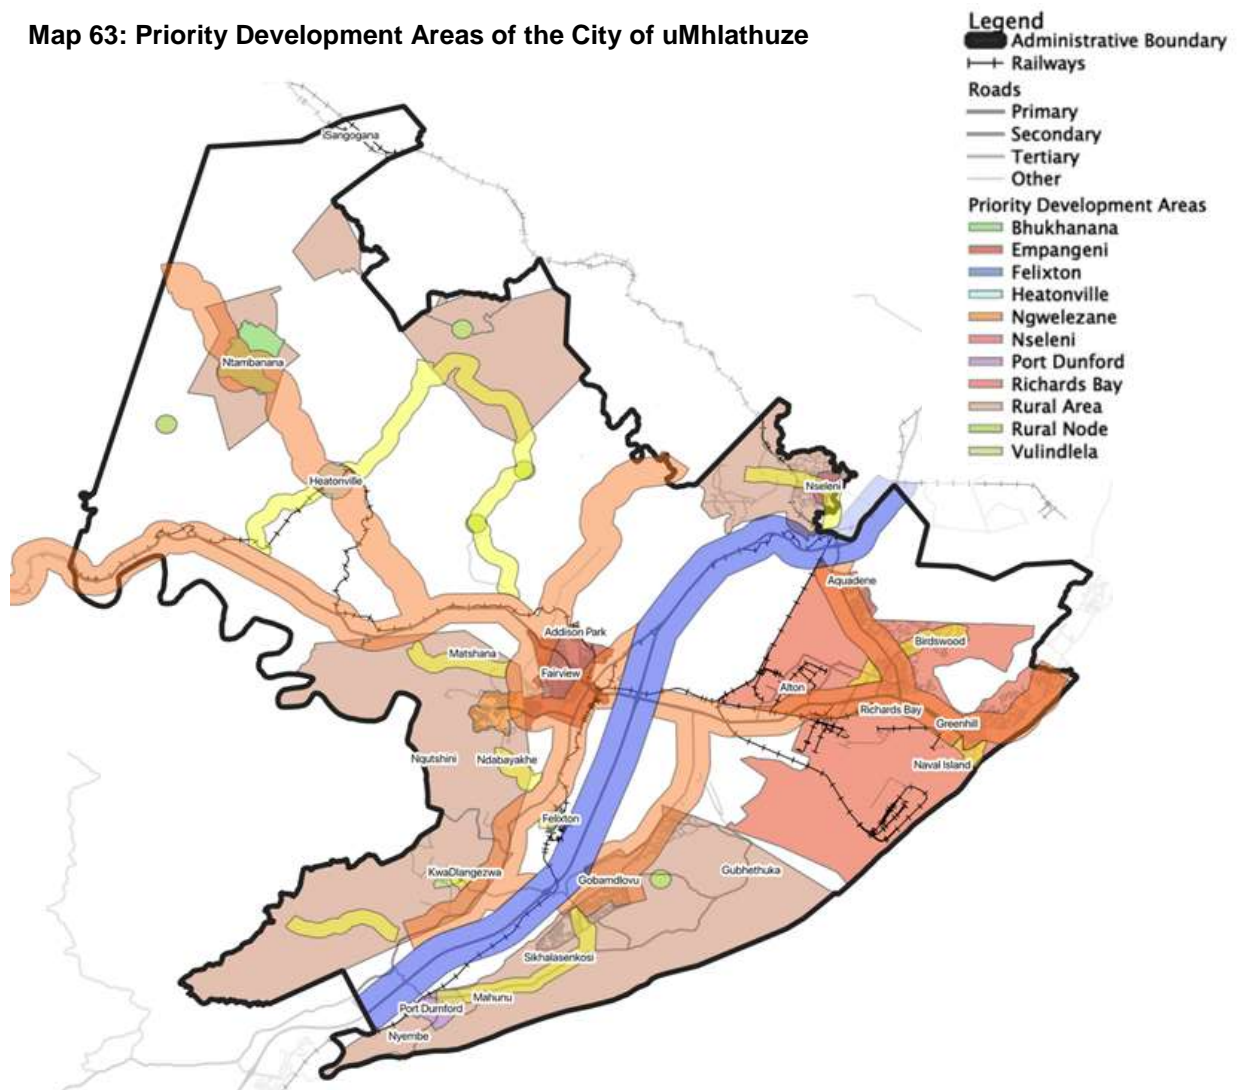 Map 63: Priority Development Areas of the City of uMhlathuze
Legend
Administrative Boundary
Railways
Roads
Primary
Secondary
Tertiary
Other
Priority Development Areas
Bhukhanana
Empangeni
Felixton
Heatonville
Ngwelezane
Nseleni
Port Dunford
Richards Bay
Rural Area
Rural Node
Vulindlela
iSangogana
Ntambanana
Heatonville
Nseleni
Aquadene
Addison Park
Birdswood
Matshana
Fairview
Alton
Richards Bay
Greenhill
Nqutshini
Ndabayakhe
Naval Island
Felixton
KwaDlangezwa
Gobamdlovu
Gubhethuka
Sikhalasenkosi
Mahunu
Port Durnford
Nyembe